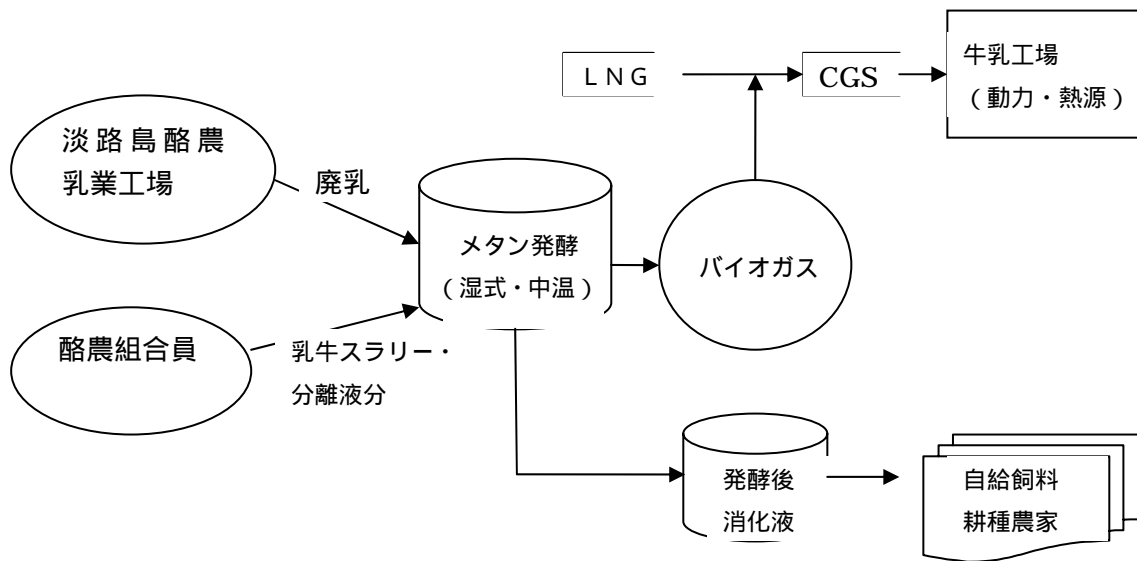 LNG
CGS
牛乳工場
(動力・熱源)
淡路島酪農
乳業工場
廃乳
メタン発酵
(湿式・中温)
バイオガス
酪農組合員
乳牛スラリー・
分離液分
発酵後
消化液
自給飼料
耕種農家